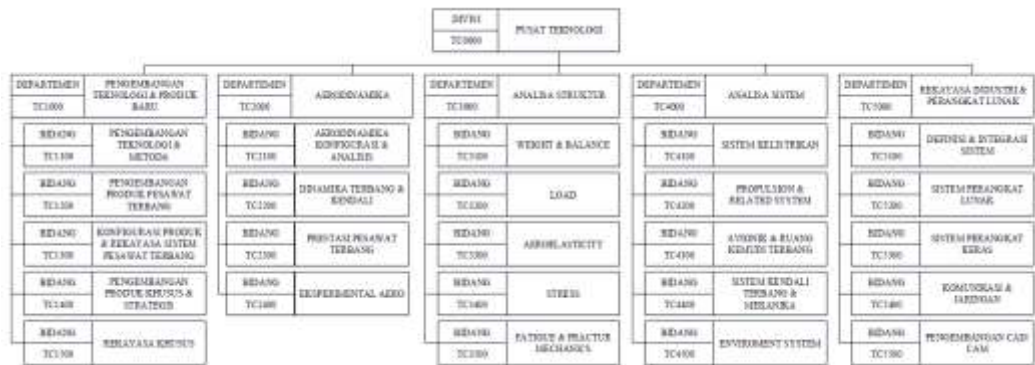 DIVISI
TC0000
PUSAT TEKNOLOGI
DEPARTEMEN
TC1000
PENGEMBANGAN
TEKNOLOGI & PRODUK
BARU
BIDANG
TC1100
PENGEMBANGAN
TEKNOLOGI &
METODA
BIDANG
TC1200
PENGEMBANGAN
PRODUK PESAWAT
TERBANG
BIDANG
TC1300
KONFIGURASI PRODUK
& REKAYASA SISTEM
PESAWAT TERBANG
BIDANG
TC1400
PENGEMBANGAN
PRODUK KHUSUS &
STRATEGIS
BIDANG
TC1500
REKAYASA KHUSUS
DEPARTEMEN
TC2000
AERODINAMIKA
BIDANG
TC2100
AERODINAMIKA
KONFIGURASI &
ANALISIS
BIDANG
TC2200
DINAMIKA TERBANG &
KENDALI
BIDANG
TC2300
PRESTASI PESAWAT
TERBANG
BIDANG
TC2400
EKSPERIMENTAL AERO
DEPARTEMEN
TC3000
ANALISA STRUKTUR
BIDANG
TC3100
WEIGHT & BALANCE
BIDANG
TC3200
LOAD
BIDANG
TC3300
AEROELASTICITY
BIDANG
TC3400
STRESS
BIDANG
TC3500
FATIGUE & FRACTUR
MECHANICS
DEPARTEMEN
TC4000
ANALISA SISTEM
BIDANG
TC4100
SISTEM KELISTRIKAN
BIDANG
TC4200
PROPULSION &
RELATED SYSTEM
BIDANG
TC4300
AVIONIK & RUANG
KEMUDI TERBANG
BIDANG
TC4400
SISTEM KENDALI
TERBANG &
MEKANIKA
BIDANG
TC4500
ENVIROMENT SYSTEM
DEPARTEMEN
TC5000
REKAYASA INDUSTRI &
PERANGKAT LUNAK
BIDANG
TC5100
DEFINISI & INTEGRASI
SISTEM
BIDANG
TC5200
SISTEM PERANGKAT
LUNAK
BIDANG
TC5300
SISTEM PERANGKAT
KERAS
BIDANG
TC5400
KOMUNIKASI &
JARINGAN
BIDANG
TC5500
PENGEMBANGAN CAD
CAM